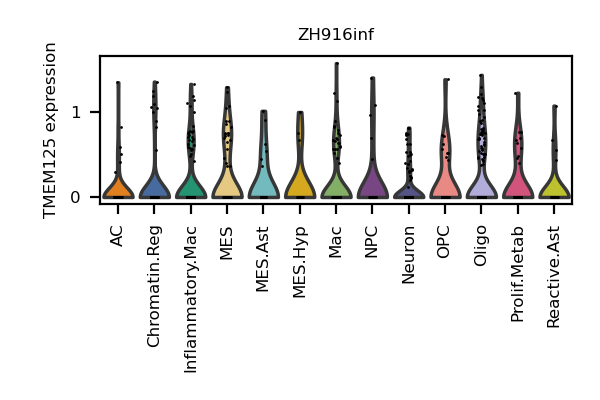 ZH916inf
TMEM125 expression
1
0
AC
Chromatin.Reg
Inflammatory.Mac
MES
MES.Ast
MES.Hyp
Mac
NPC
Neuron
OPC
Oligo
Prolif.Metab
Reactive.Ast